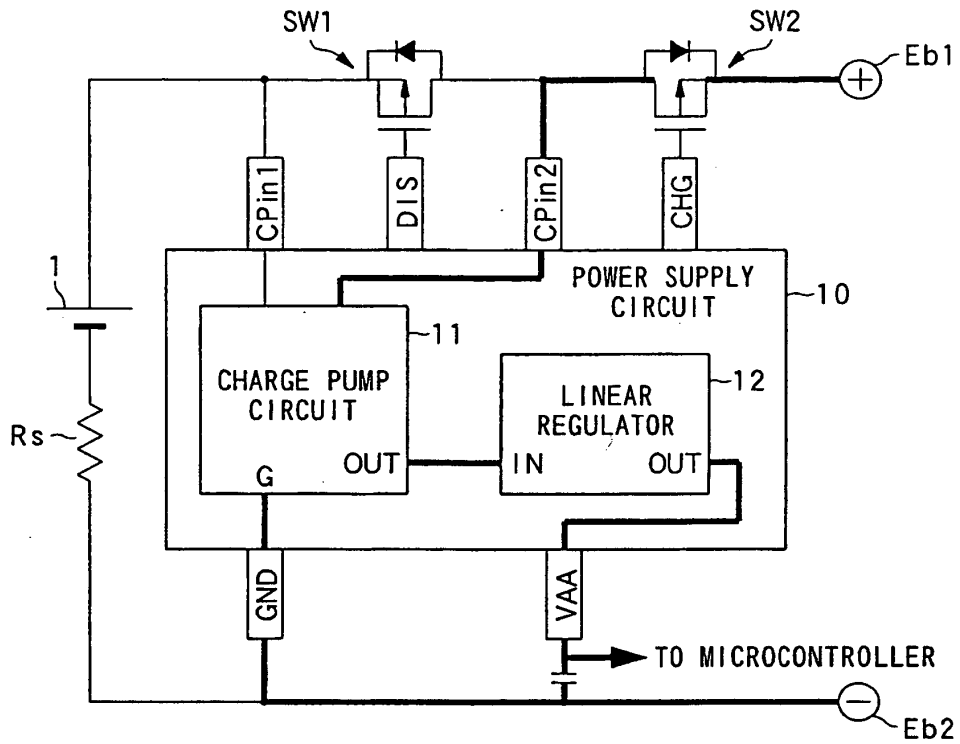 SW1
SW2
Eb1
+
CPin1
DIS
CPin2
CHG
1
POWER SUPPLY
CIRCUIT
10
11
CHARGE PUMP
CIRCUIT
12
LINEAR
REGULATOR
Rs
OUT
IN
OUT
G
GND
VAA
TO MICROCONTROLLER
−
Eb2